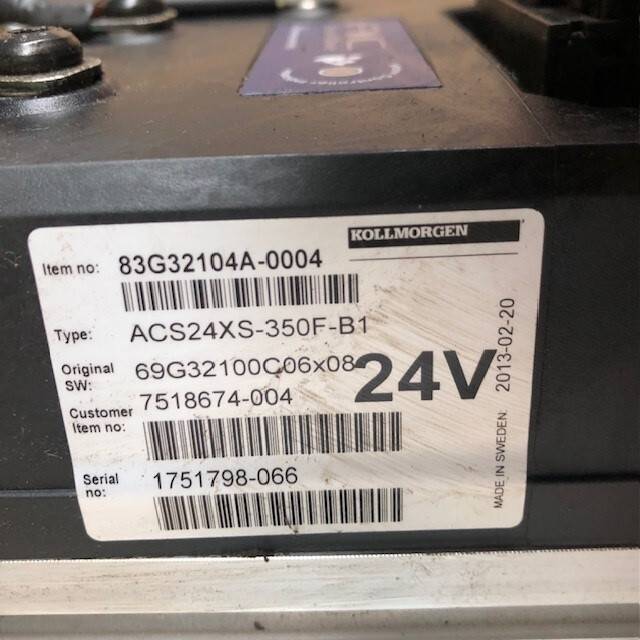 KOLLMORGEN
Item no: 83G32104A-0004
Type: ACS24XS-350F-B1
Original SW: 69G32100C06x08
24V
Customer Item no: 7518674-004
Serial no: 1751798-066
MADE IN SWEDEN: 2013-02-20